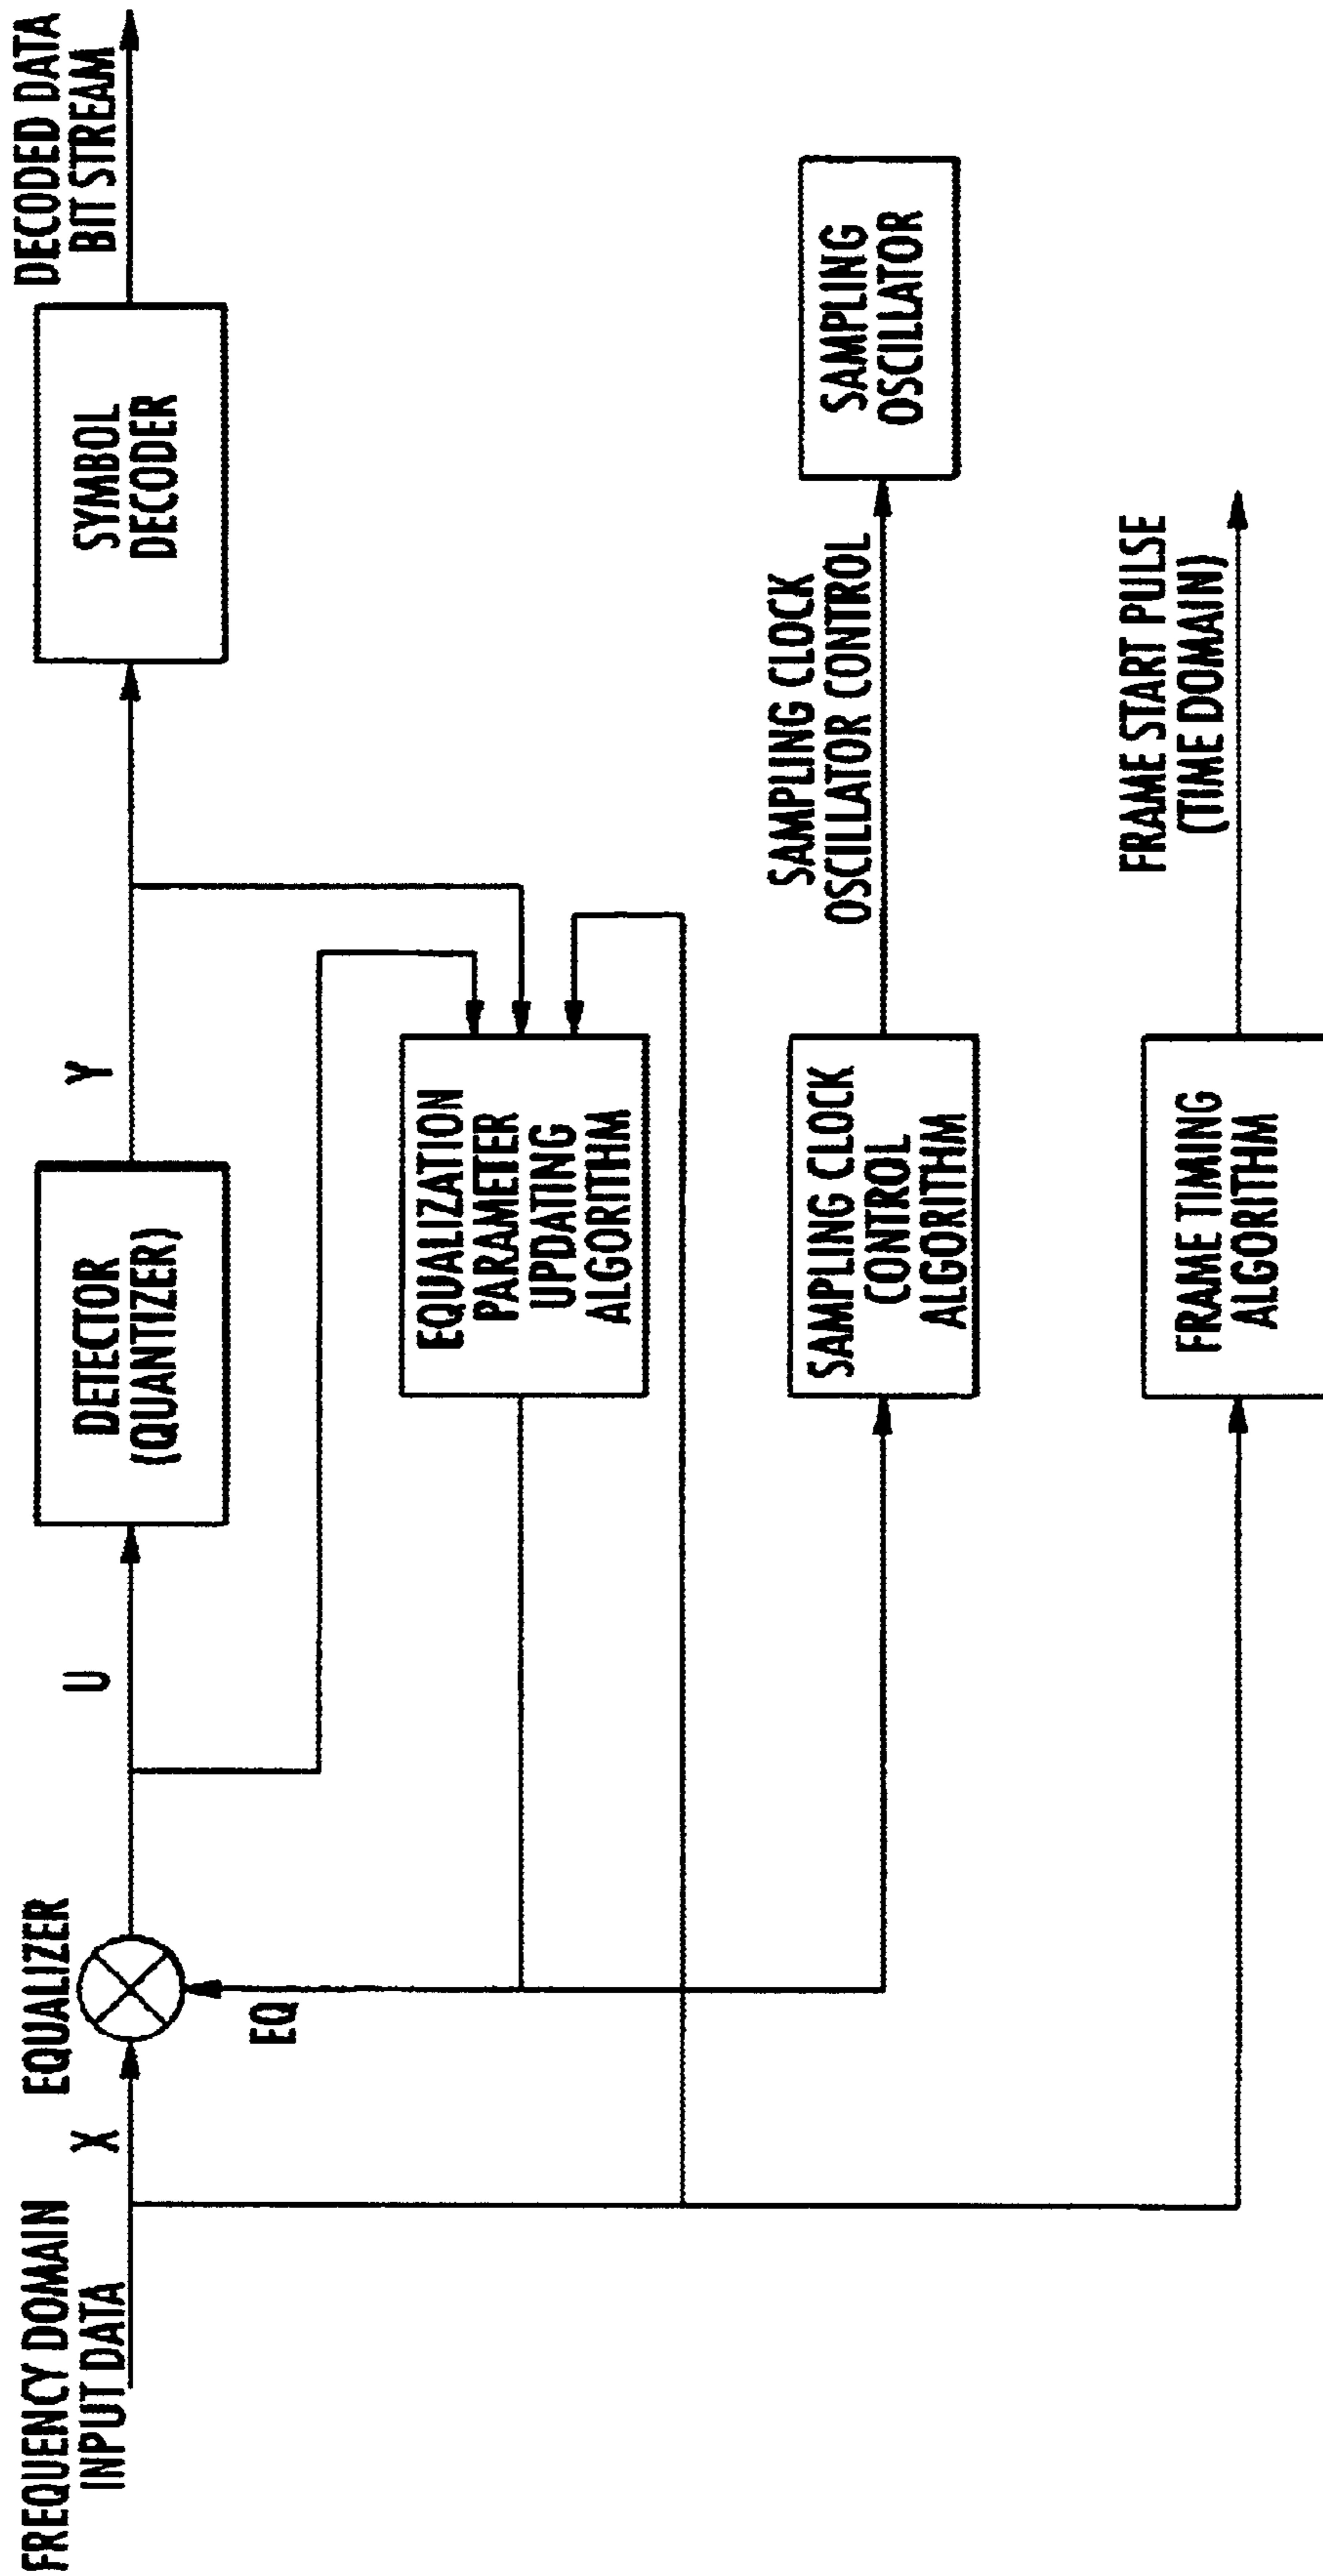 FREQUENCY DOMAIN
INPUT DATA
X
EQUALIZER
EQ
U
DETECTOR
(QUANTIZER)
Y
SYMBOL
DECODER
DECODED DATA
BIT STREAM
EQUALIZATION
PARAMETER
UPDATING
ALGORITHM
SAMPLING CLOCK
CONTROL
ALGORITHM
SAMPLING CLOCK
OSCILLATOR CONTROL
SAMPLING
OSCILLATOR
FRAME TIMING
ALGORITHM
FRAME START PULSE
(TIME DOMAIN)